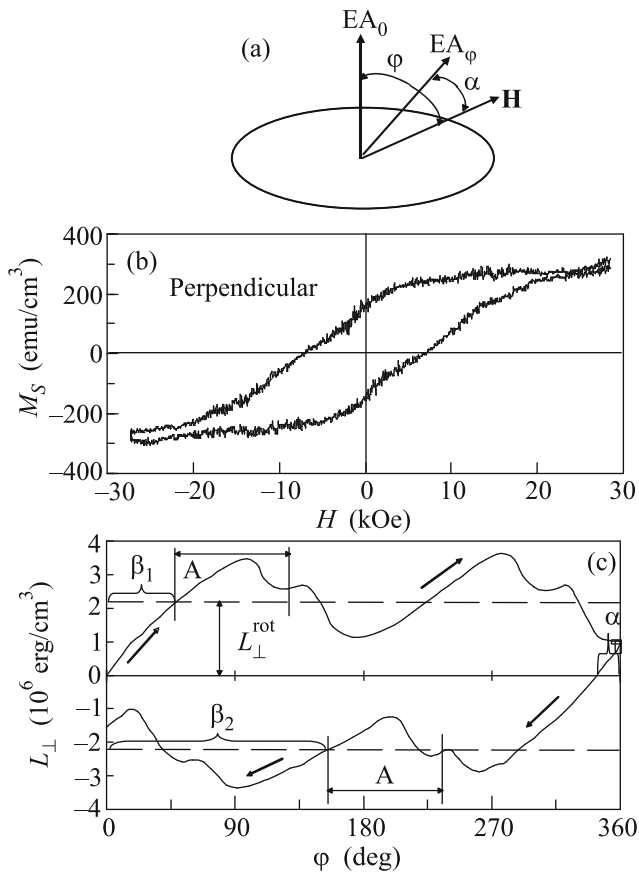 (a)
EA₀
EAφ
φ
α
H
(b)
Perpendicular
M_S (emu/cm³)
400
200
0
−200
−400
−30
−20
−10
0
10
20
30
H (kOe)
(c)
L⊥ (10⁶ erg/cm³)
4
3
2
1
0
−1
−2
−3
−4
β₁
A
L⊥^rot
α
β₂
A
0
90
180
270
360
φ (deg)